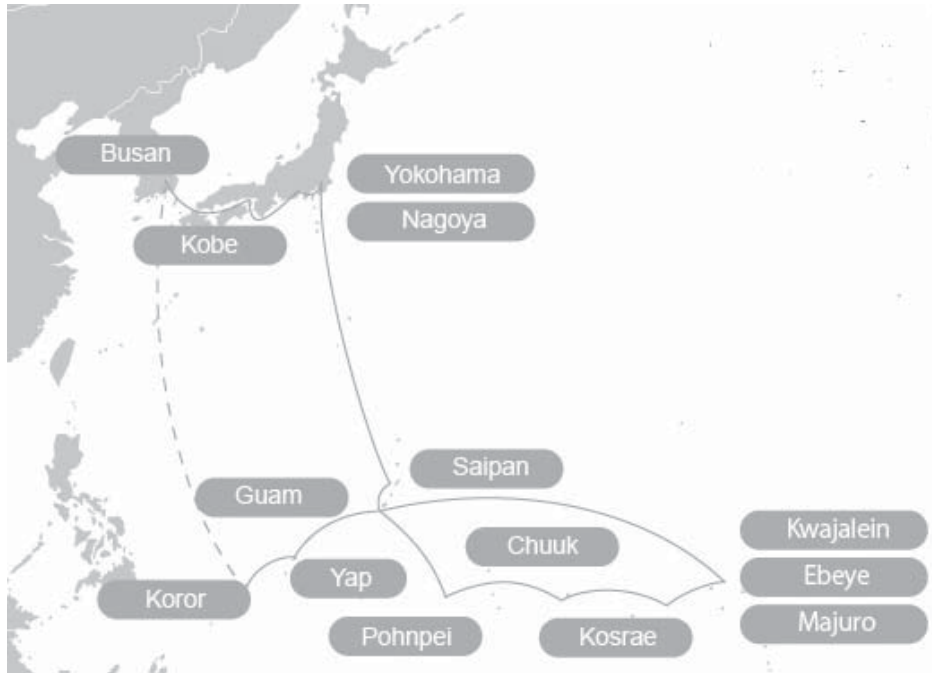 Busan
Yokohama
Nagoya
Kobe
Saipan
Guam
Kwajalein
Chuuk
Ebeye
Yap
Koror
Majuro
Pohnpei
Kosrae